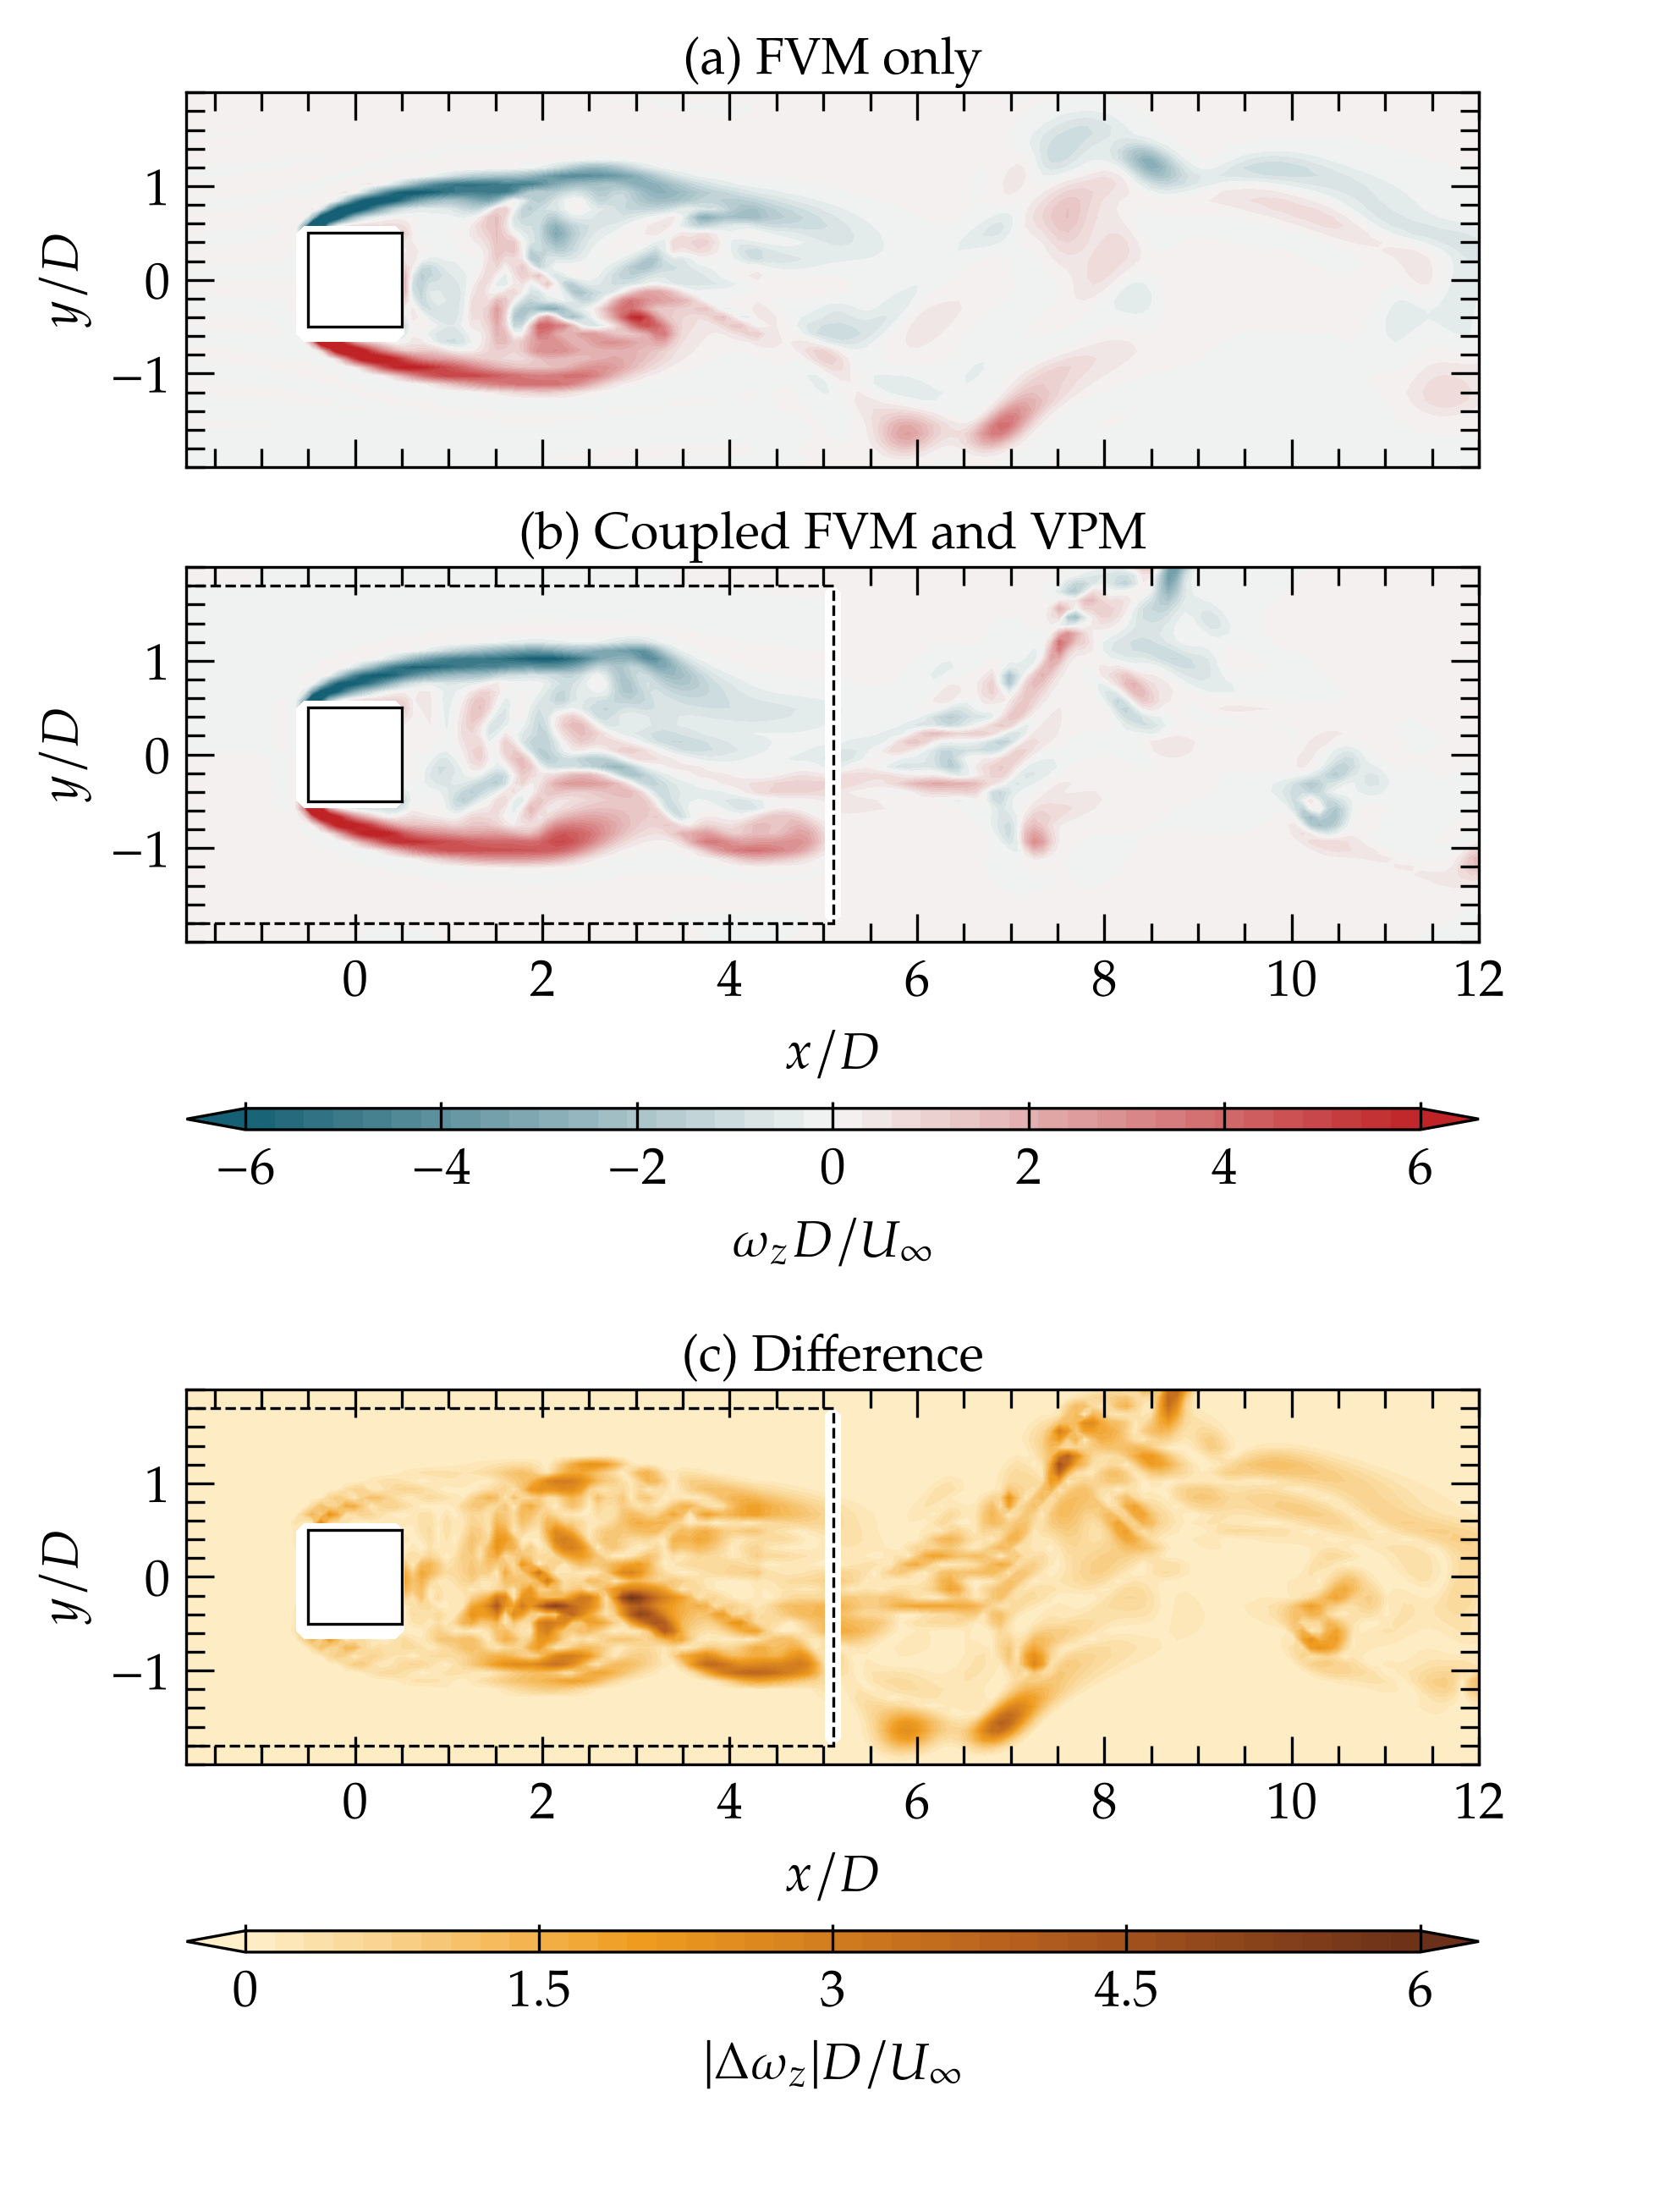 (a) FVM only
1
0
−1
y/D
(b) Coupled FVM and VPM
1
0
−1
y/D
0 2 4 6 8 10 12
x/D
−6 −4 −2 0 2 4 6
ω_z D/U_∞
(c) Difference
1
0
−1
y/D
0 2 4 6 8 10 12
x/D
0 1.5 3 4.5 6
|Δω_z|D/U_∞